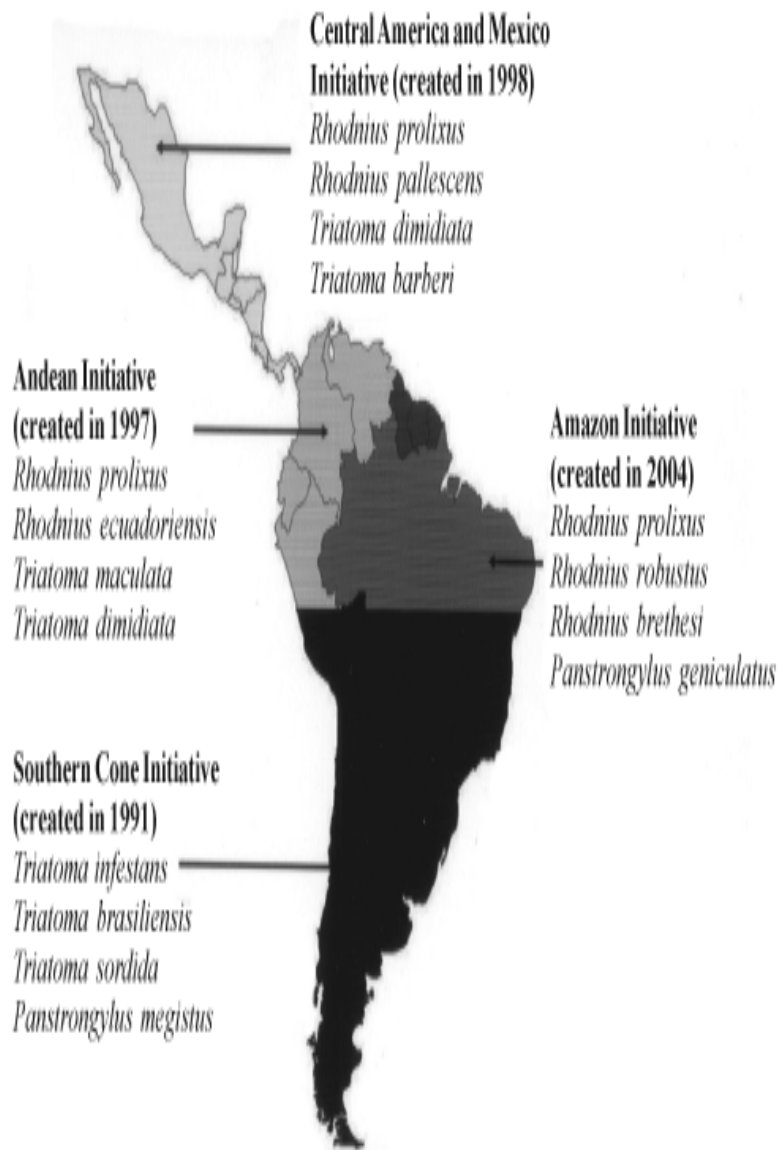 Central America and Mexico
Initiative (created in 1998)
Rhodnius prolixus
Rhodnius pallescens
Triatoma dimidiata
Triatoma barberi
Andean Initiative
(created in 1997)
Rhodnius prolixus
Rhodnius ecuadoriensis
Triatoma maculata
Triatoma dimidiata
Amazon Initiative
(created in 2004)
Rhodnius prolixus
Rhodnius robustus
Rhodnius brethesi
Panstrongylus geniculatus
Southern Cone Initiative
(created in 1991)
Triatoma infestans
Triatoma brasiliensis
Triatoma sordida
Panstrongylus megistus